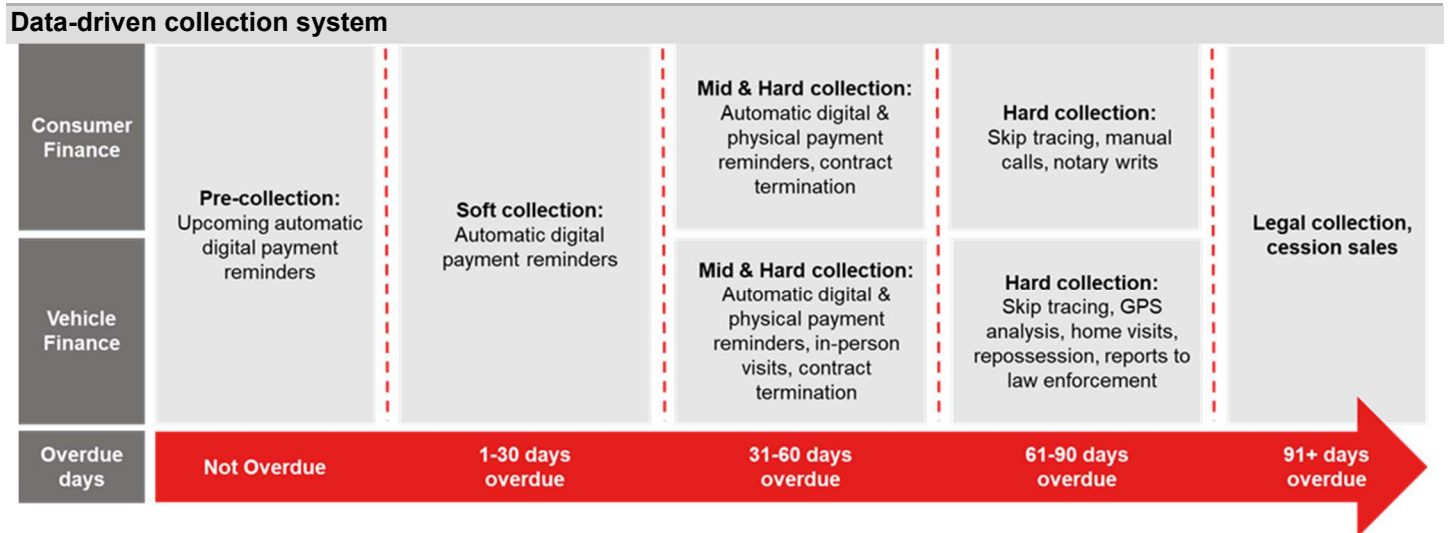 Data-driven collection system
Consumer
Finance
Vehicle
Finance
Pre-collection:
Upcoming automatic
digital payment
reminders
Soft collection:
Automatic digital
payment reminders
Mid & Hard collection:
Automatic digital &
physical payment
reminders, contract
termination
Hard collection:
Skip tracing, manual
calls, notary writs
Mid & Hard collection:
Automatic digital &
physical payment
reminders, in-person
visits, contract
termination
Hard collection:
Skip tracing, GPS
analysis, home visits,
repossession, reports to
law enforcement
Legal collection,
cession sales
Overdue
days
Not Overdue
1-30 days
overdue
31-60 days
overdue
61-90 days
overdue
91+ days
overdue